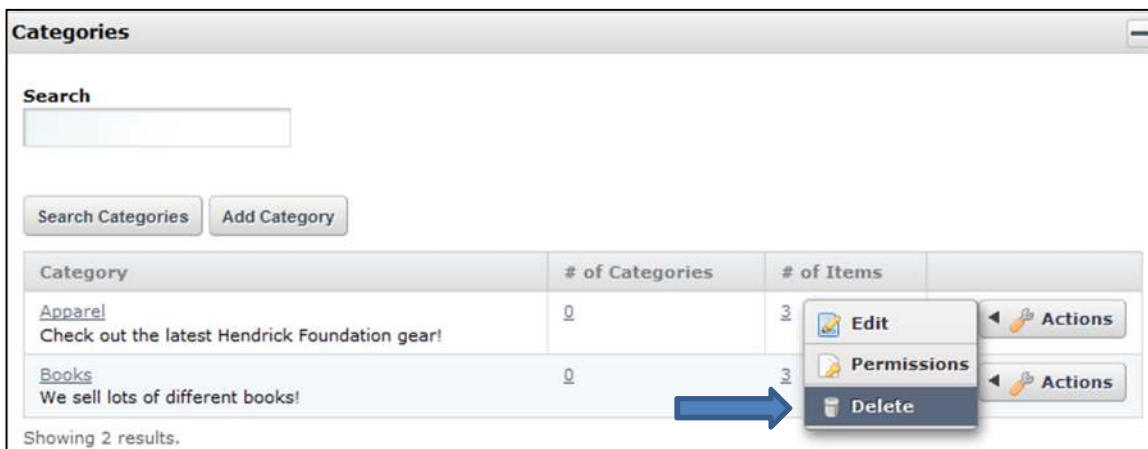 Categories
Search
Search Categories Add Category
Category # of Categories # of Items
Apparel 0 3 Edit Actions
Check out the latest Hendrick Foundation gear!
Permissions
Books 0 3 Actions
We sell lots of different books!
Delete
Showing 2 results.